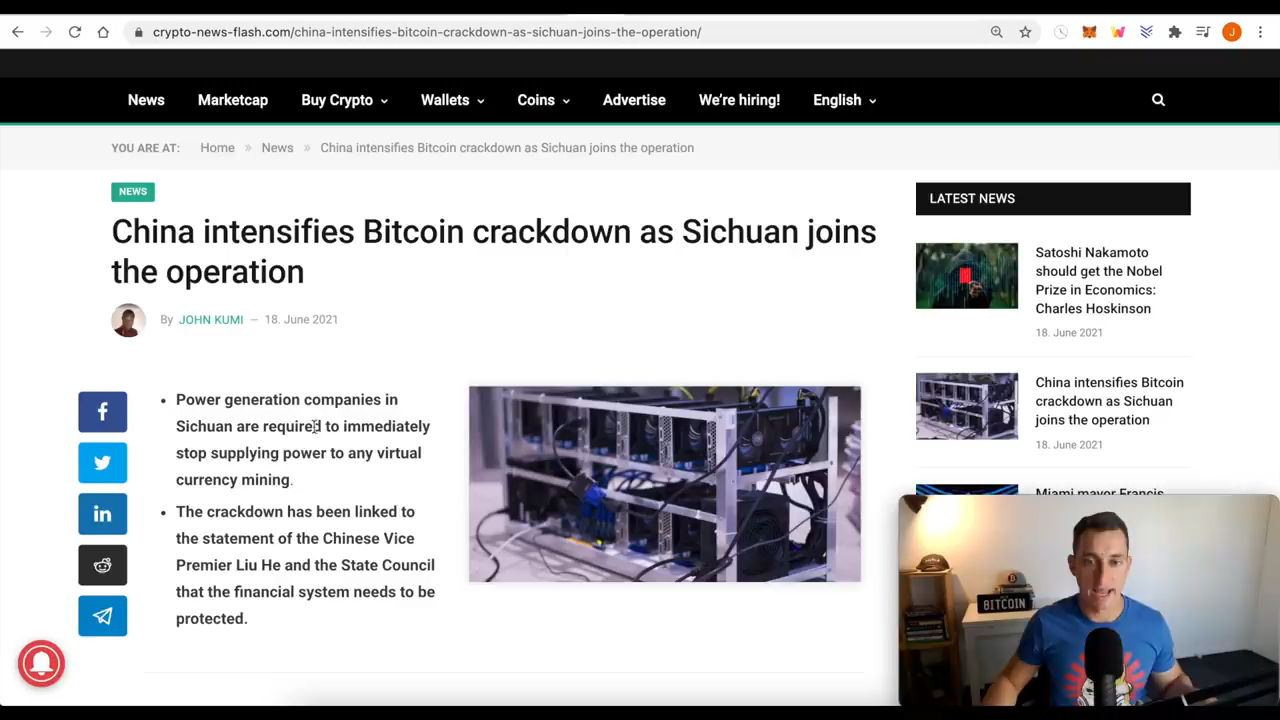 crypto-news-flash.com/china-intensifies-bitcoin-crackdown-as-sichuan-joins-the-operation/
J
News
Marketcap
Buy Crypto
Wallets
Coins
Advertise
We're hiring!
English
YOU ARE AT:
Home
»
News
»
China intensifies Bitcoin crackdown as Sichuan joins the operation
NEWS
China intensifies Bitcoin crackdown as Sichuan joins
the operation
By JOHN KUMI — 18. June 2021
• Power generation companies in
Sichuan are required to immediately
stop supplying power to any virtual
currency mining.
• The crackdown has been linked to
the statement of the Chinese Vice
Premier Liu He and the State Council
that the financial system needs to be
protected.
LATEST NEWS
Satoshi Nakamoto
should get the Nobel
Prize in Economics:
Charles Hoskinson
18. June 2021
China intensifies Bitcoin
crackdown as Sichuan
joins the operation
18. June 2021
Miami mayor Francis
BITCOIN